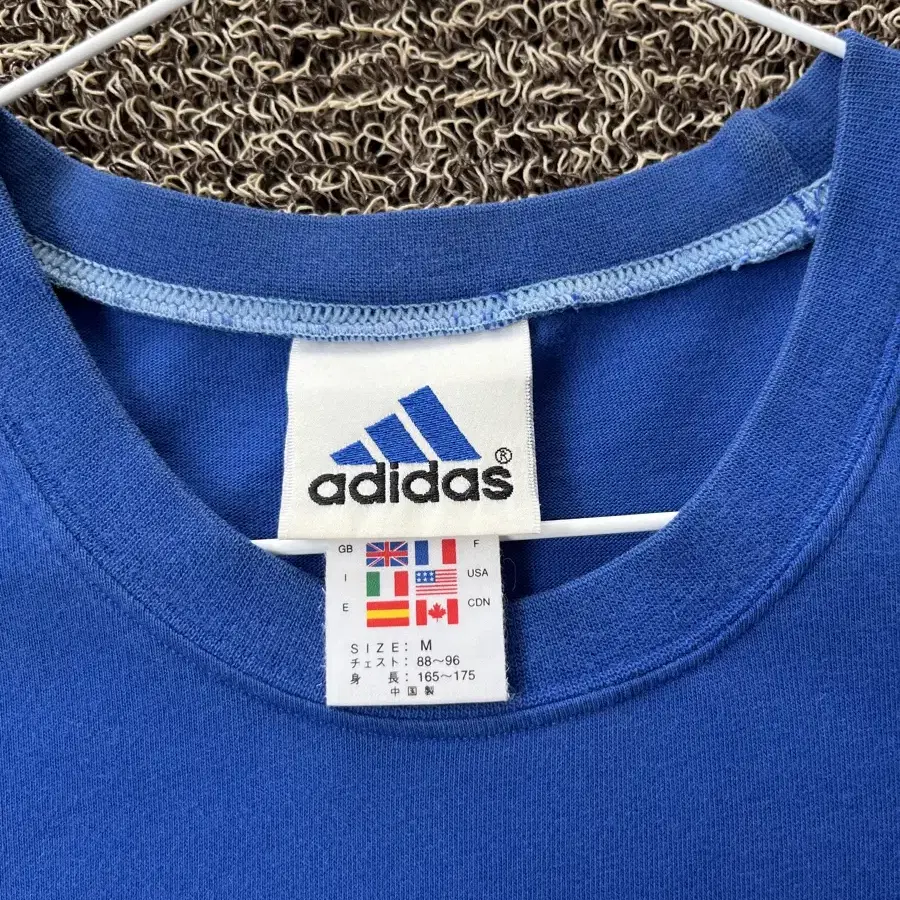 adidas®
GB F
I USA
E CDN
SIZE: M
チェスト: 88～96
身 長: 165～175
中国製